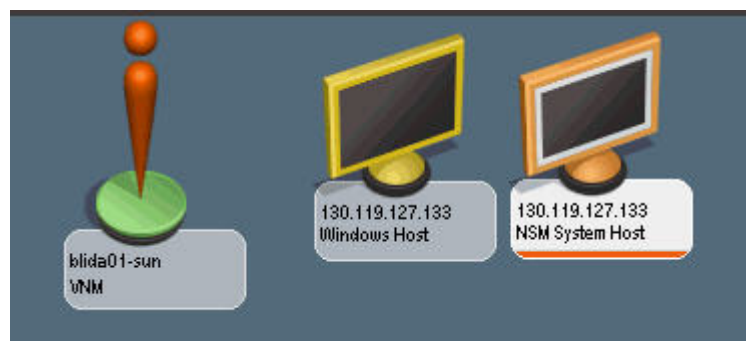 blida01-sun
VNM
130.119.127.133
Windows Host
130.119.127.133
NSM System Host